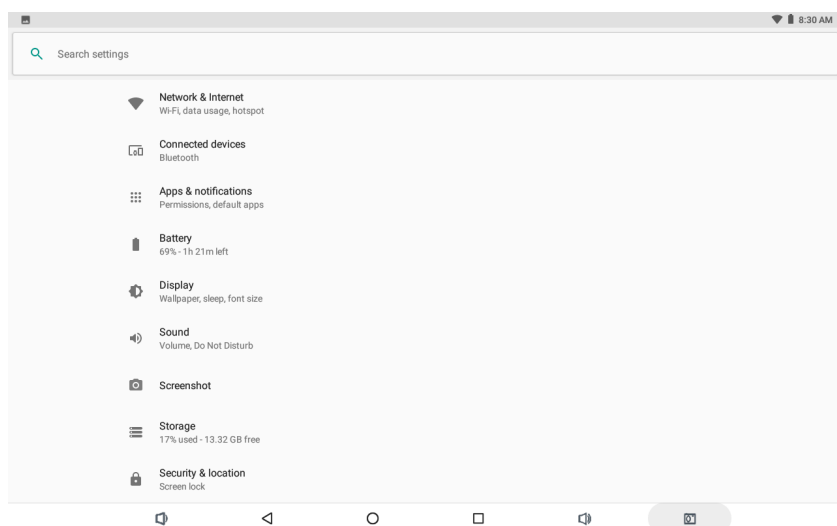 8:30 AM
Search settings
Network & Internet
Wi-Fi, data usage, hotspot
Connected devices
Bluetooth
Apps & notifications
Permissions, default apps
Battery
69% - 1h 21m left
Display
Wallpaper, sleep, font size
Sound
Volume, Do Not Disturb
Screenshot
Storage
17% used - 13.32 GB free
Security & location
Screen lock